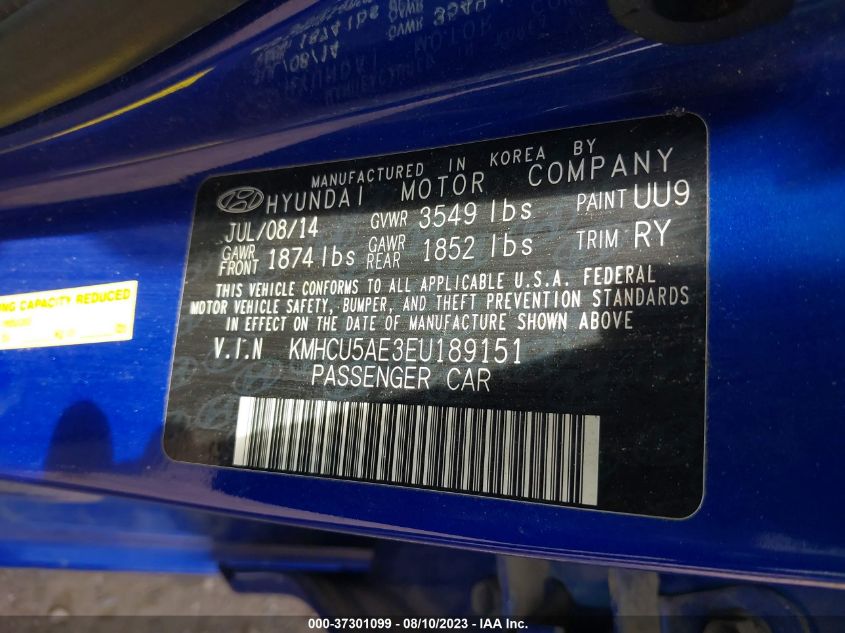 MANUFACTURED IN KOREA BY
HYUNDAI MOTOR COMPANY
JUL/08/14 GVWR 3549 lbs PAINT UU9
GAWR FRONT 1874 lbs GAWR REAR 1852 lbs TRIM RY
THIS VEHICLE CONFORMS TO ALL APPLICABLE U.S.A. FEDERAL
MOTOR VEHICLE SAFETY, BUMPER, AND THEFT PREVENTION STANDARDS
IN EFFECT ON THE DATE OF MANUFACTURE SHOWN ABOVE
V.I.N KMHCU5AE3EU189151
PASSENGER CAR
CAPACITY REDUCED
000-37301099 - 08/10/2023 - IAA Inc.